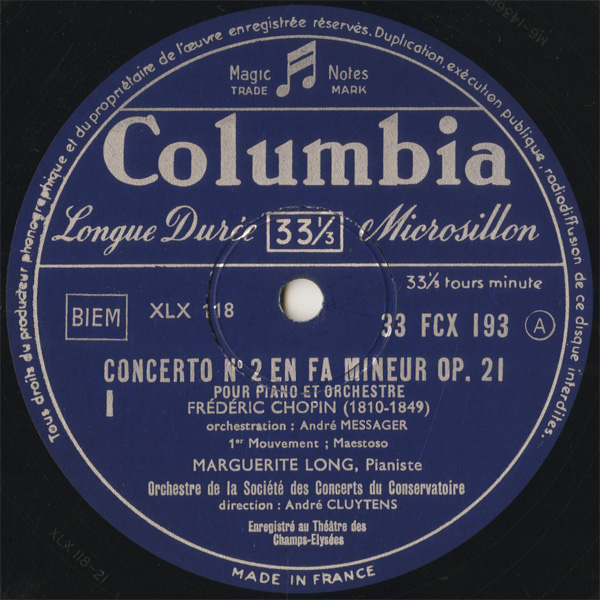 Tous droits du producteur phonographique et du propriétaire de l'œuvre enregistrée réservés. Duplication, exécution publique, radiodiffusion de ce disque interdites.
Magic Notes
TRADE MARK
Columbia
Longue Durée 33⅓ Microsillon
33⅓ tours minute
BIEM
XLX 118
33 FCX 193 A
CONCERTO Nº 2 EN FA MINEUR OP. 21
I
POUR PIANO ET ORCHESTRE
FRÉDÉRIC CHOPIN (1810-1849)
orchestration : André MESSAGER
1er Mouvement ; Maestoso
MARGUERITE LONG, Pianiste
Orchestre de la Société des Concerts du Conservatoire
direction : André CLUYTENS
Enregistré au Théâtre des
Champs-Elysées
MADE IN FRANCE
XLX 118-21